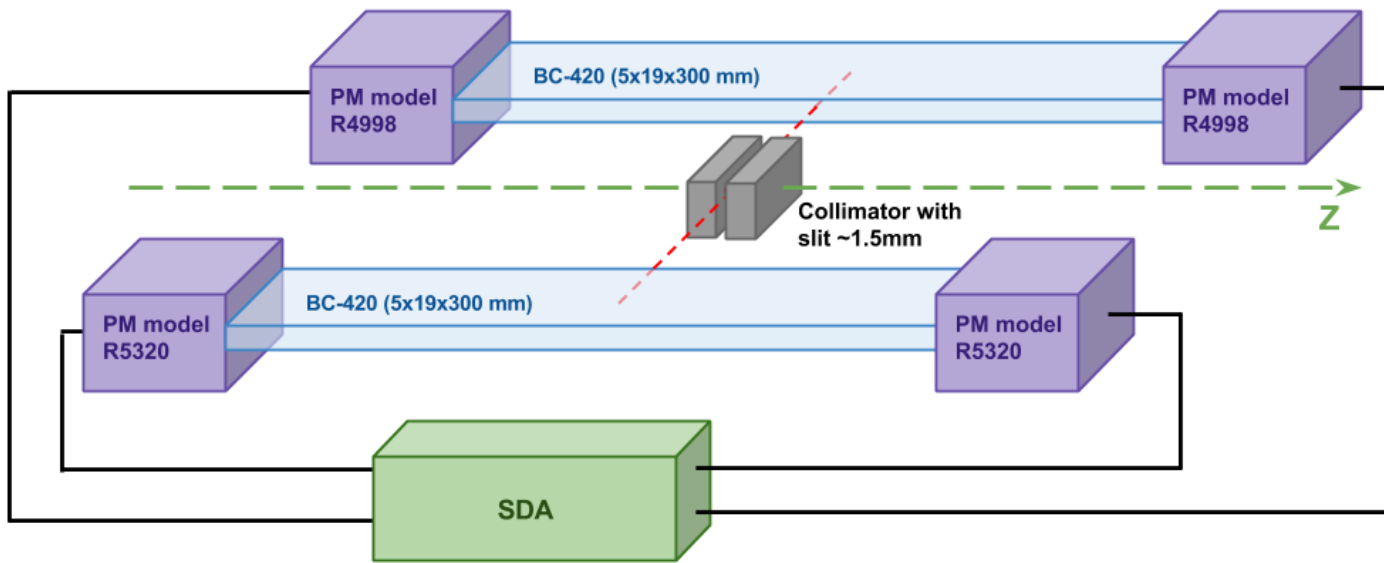 BC-420 (5x19x300 mm)
PM model
R4998
PM model
R4998
Collimator with
slit ~1.5mm
Z
BC-420 (5x19x300 mm)
PM model
R5320
PM model
R5320
SDA